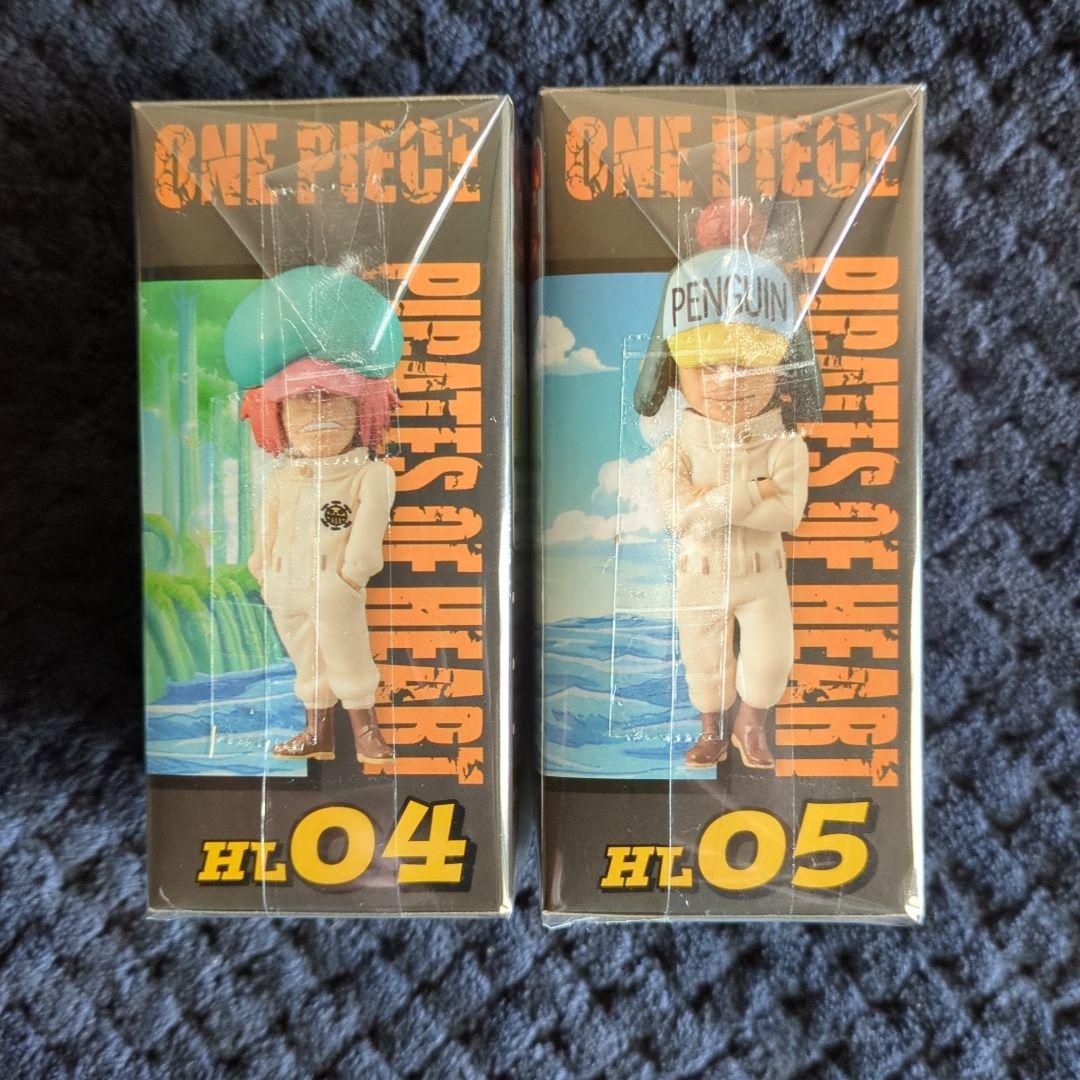 ONE PIECE
PIRATES OF HEART
HL04
ONE PIECE
PENGUIN
PIRATES OF HEART
HL05